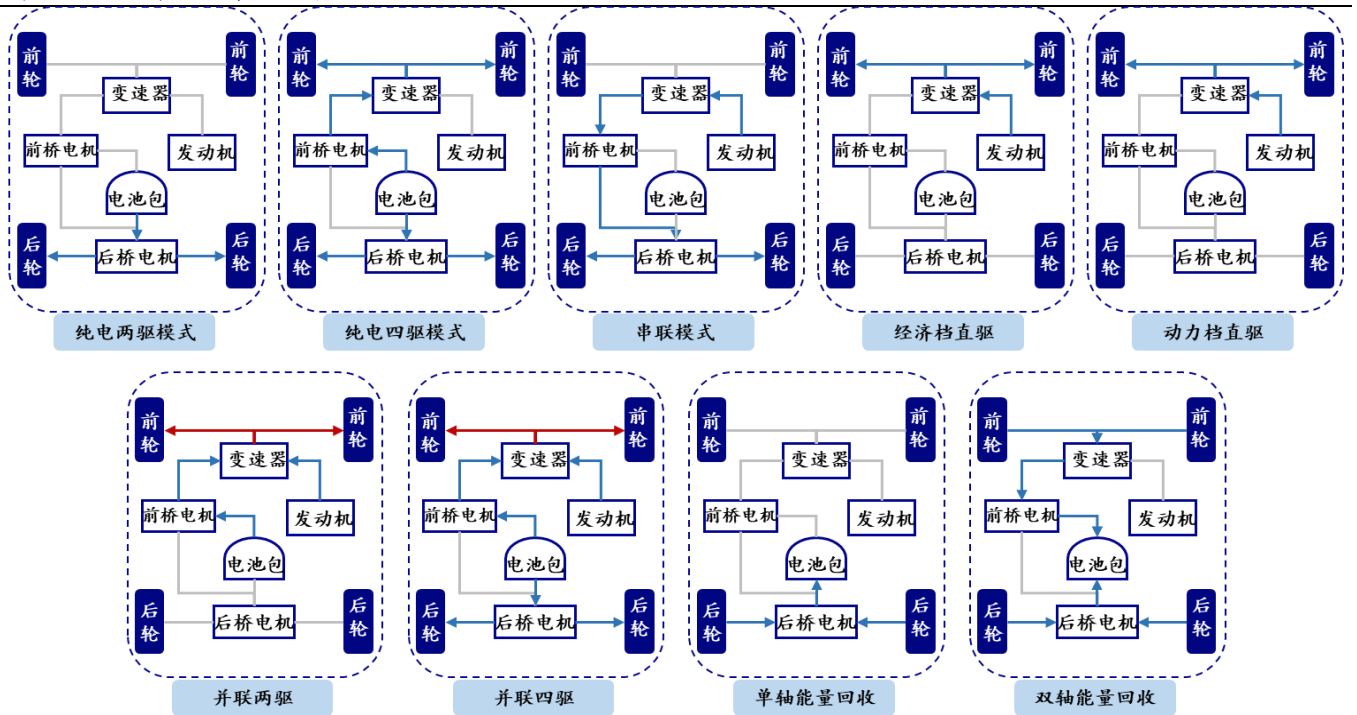 前轮
前轮
变速器
前桥电机
发动机
电池包
后轮
后桥电机
后轮
纯电两驱模式
前轮
前轮
变速器
前桥电机
发动机
电池包
后轮
后桥电机
后轮
纯电四驱模式
前轮
前轮
变速器
前桥电机
发动机
电池包
后轮
后桥电机
后轮
串联模式
前轮
前轮
变速器
前桥电机
发动机
电池包
后轮
后桥电机
后轮
经济档直驱
前轮
前轮
变速器
前桥电机
发动机
电池包
后轮
后桥电机
后轮
动力档直驱
前轮
前轮
变速器
前桥电机
发动机
电池包
后轮
后桥电机
后轮
并联两驱
前轮
前轮
变速器
前桥电机
发动机
电池包
后轮
后桥电机
后轮
并联四驱
前轮
前轮
变速器
前桥电机
发动机
电池包
后轮
后桥电机
后轮
单轴能量回收
前轮
前轮
变速器
前桥电机
发动机
电池包
后轮
后桥电机
后轮
双轴能量回收